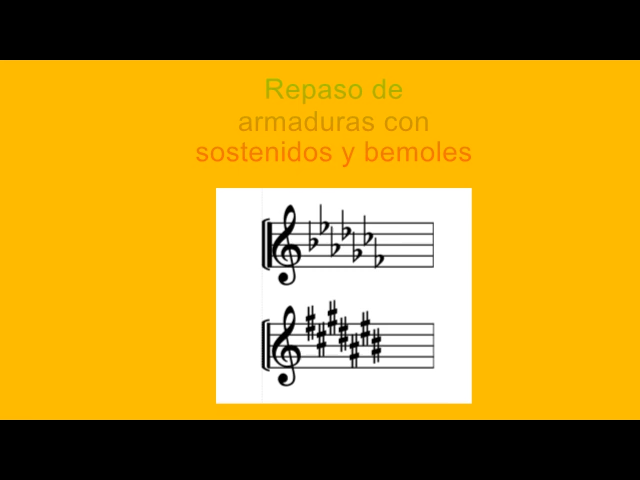 Repaso de
armaduras con
sostenidos y bemoles